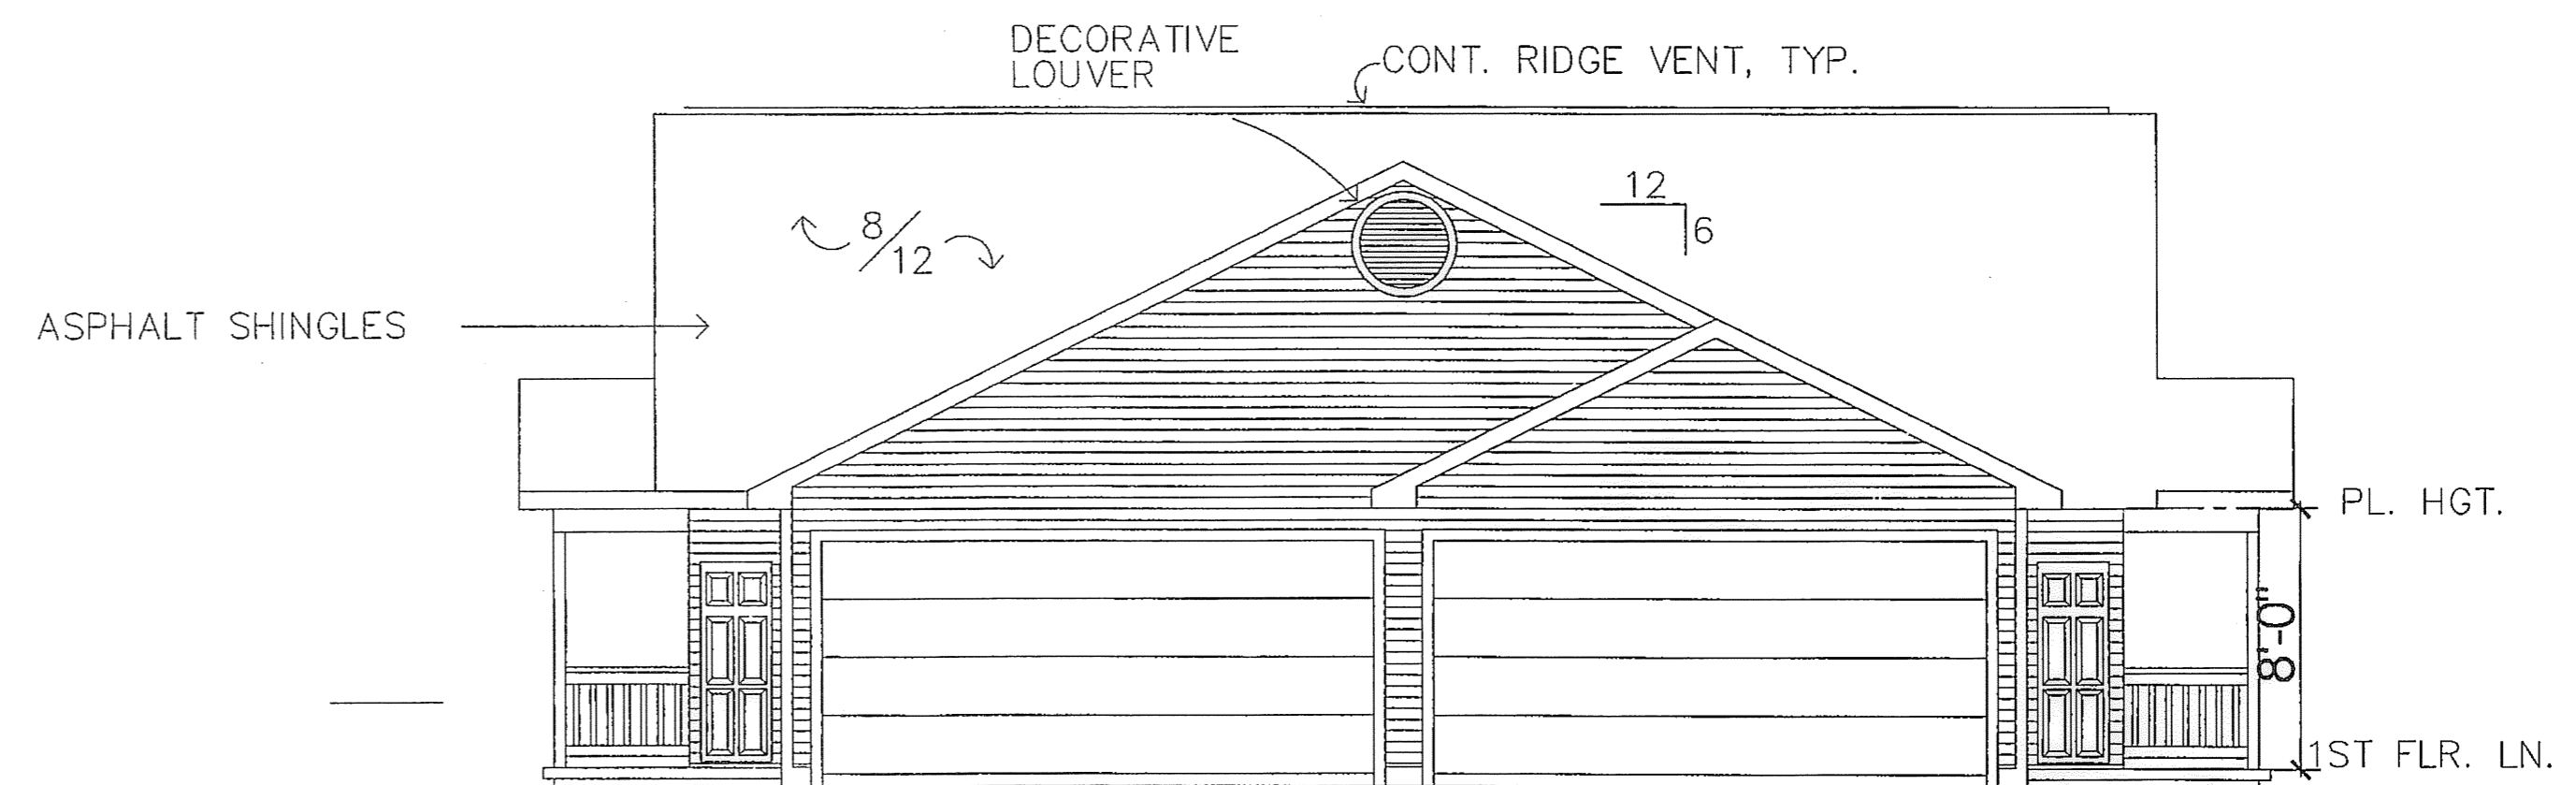 DECORATIVE
LOUVER
CONT. RIDGE VENT, TYP.
12
6
8/12
ASPHALT SHINGLES
PL. HGT.
8'-0"
1ST FLR. LN.